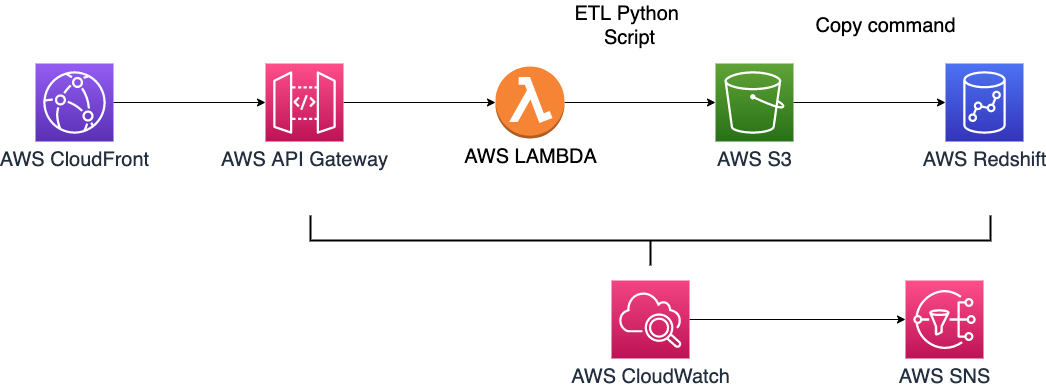 ETL Python
Script
Copy command
AWS CloudFront
AWS API Gateway
AWS LAMBDA
AWS S3
AWS Redshift
AWS CloudWatch
AWS SNS